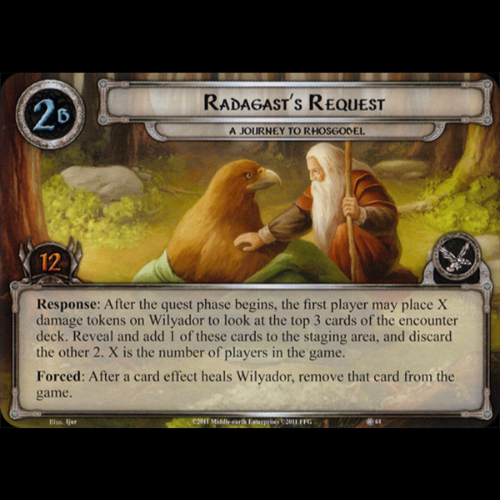 2B
RADAGAST'S REQUEST
A JOURNEY TO RHOSGOBEL
12
Response: After the quest phase begins, the first player may place X
damage tokens on Wilyador to look at the top 3 cards of the encounter
deck. Reveal and add 1 of these cards to the staging area, and discard
the other 2. X is the number of players in the game.
Forced: After a card effect heals Wilyador, remove that card from the
game.
Illus. Ijur
©2011 Middle-earth Enterprises ©2011 FFG
61